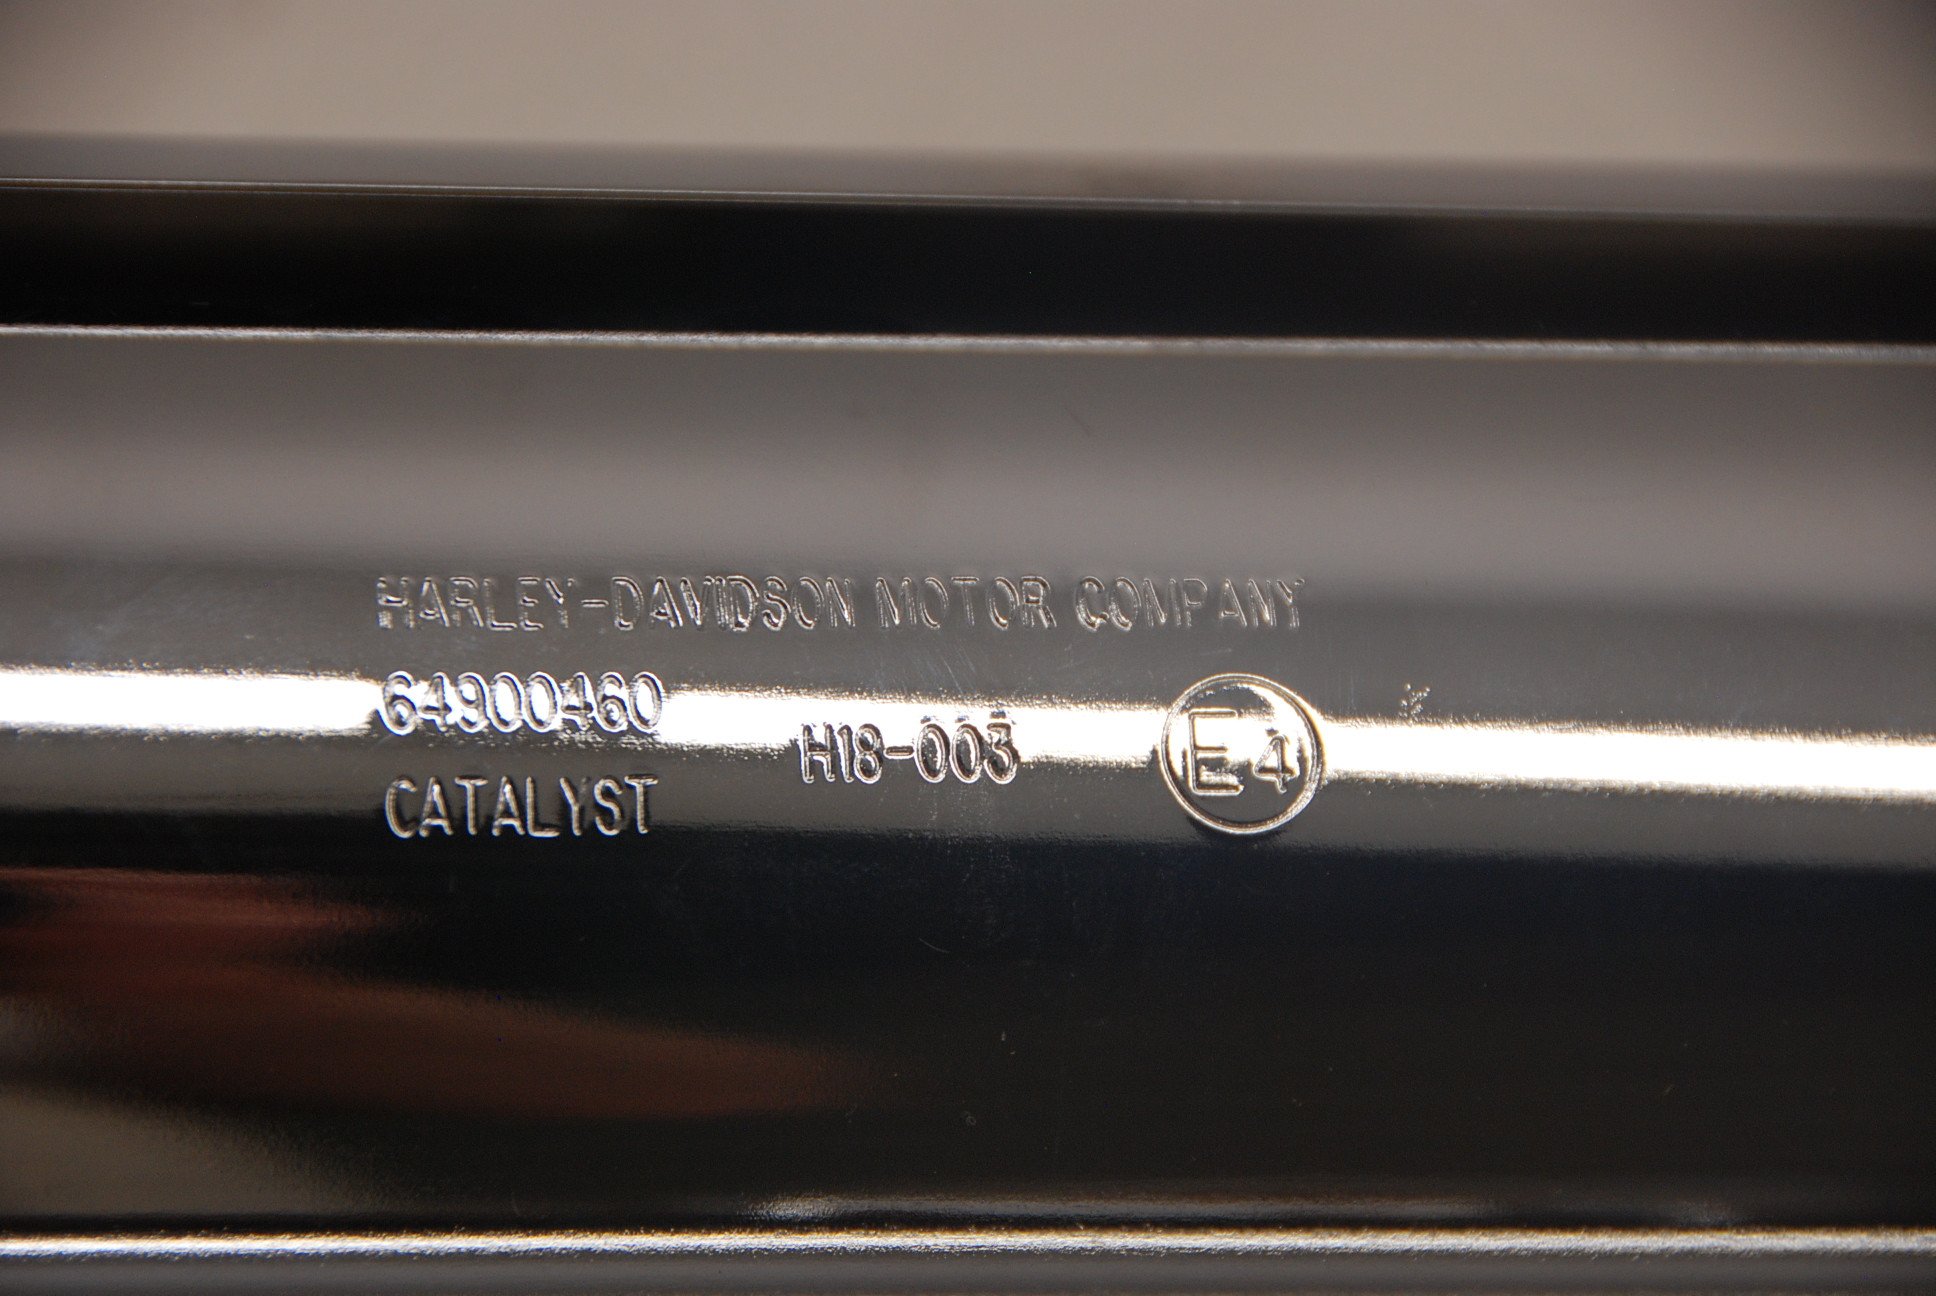 HARLEY-DAVIDSON MOTOR COMPANY
64900460
H18-003
E4
CATALYST